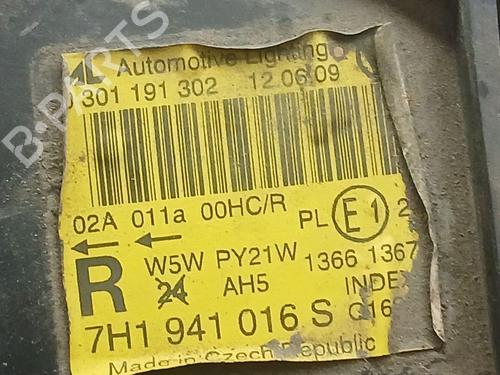 AL Automotive Lighting
301 191 302 12.06.09
02A 011a 00HC/R PL E1 2
R W5W PY21W 1366 1367
24 AH5 INDEX
7H1 941 016 S
Made in Czech Republic
B-PARTS